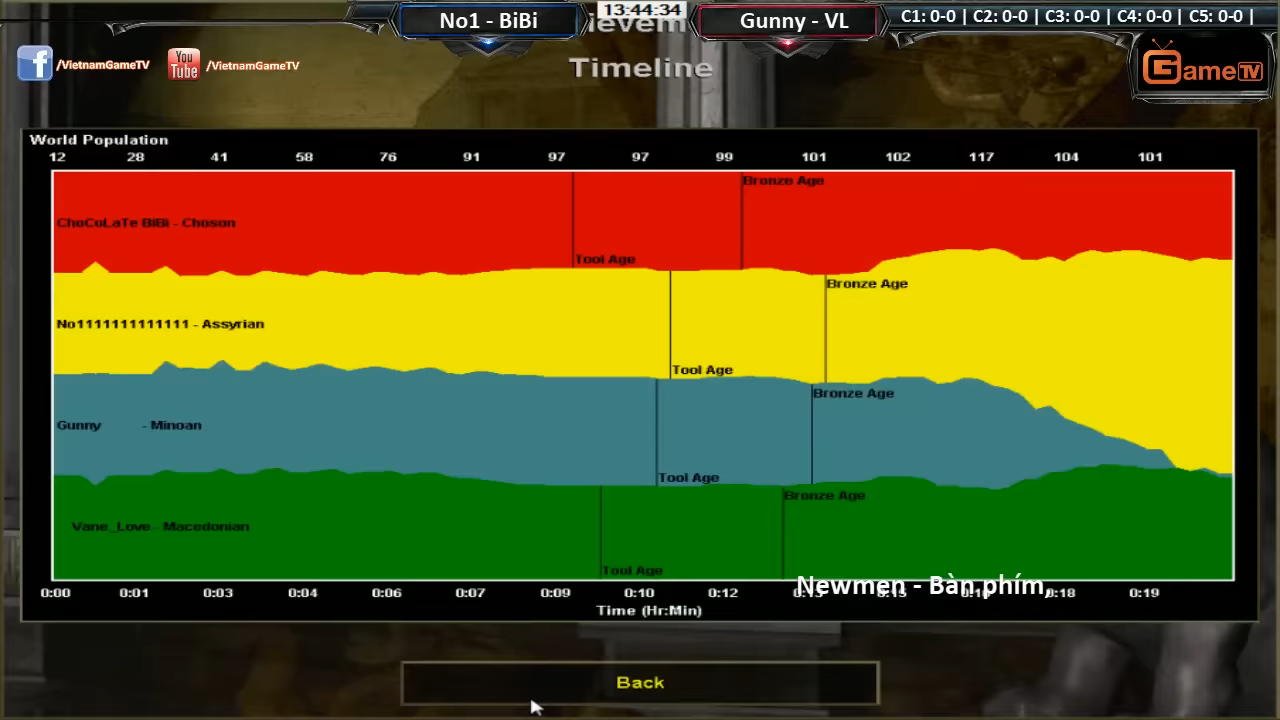 No1 - BiBi
13:44:34
Gunny - VL
C1: 0-0 | C2: 0-0 | C3: 0-0 | C4: 0-0 | C5: 0-0 |
/VietnamGameTV
You Tube
/VietnamGameTV
Timeline
GameTV
World Population
12 28 41 58 76 91 97 97 99 101 102 117 104 101
Bronze Age
ChoCoLaTe BiBi - Choson
Tool Age
Bronze Age
No1111111111111 - Assyrian
Tool Age
Bronze Age
Gunny - Minoan
Tool Age
Bronze Age
Vane_Love - Macedonian
Tool Age
Newmen - Bàn phím,
0:00 0:01 0:03 0:04 0:06 0:07 0:09 0:10 0:12 0:18 0:19
Time (Hr:Min)
Back